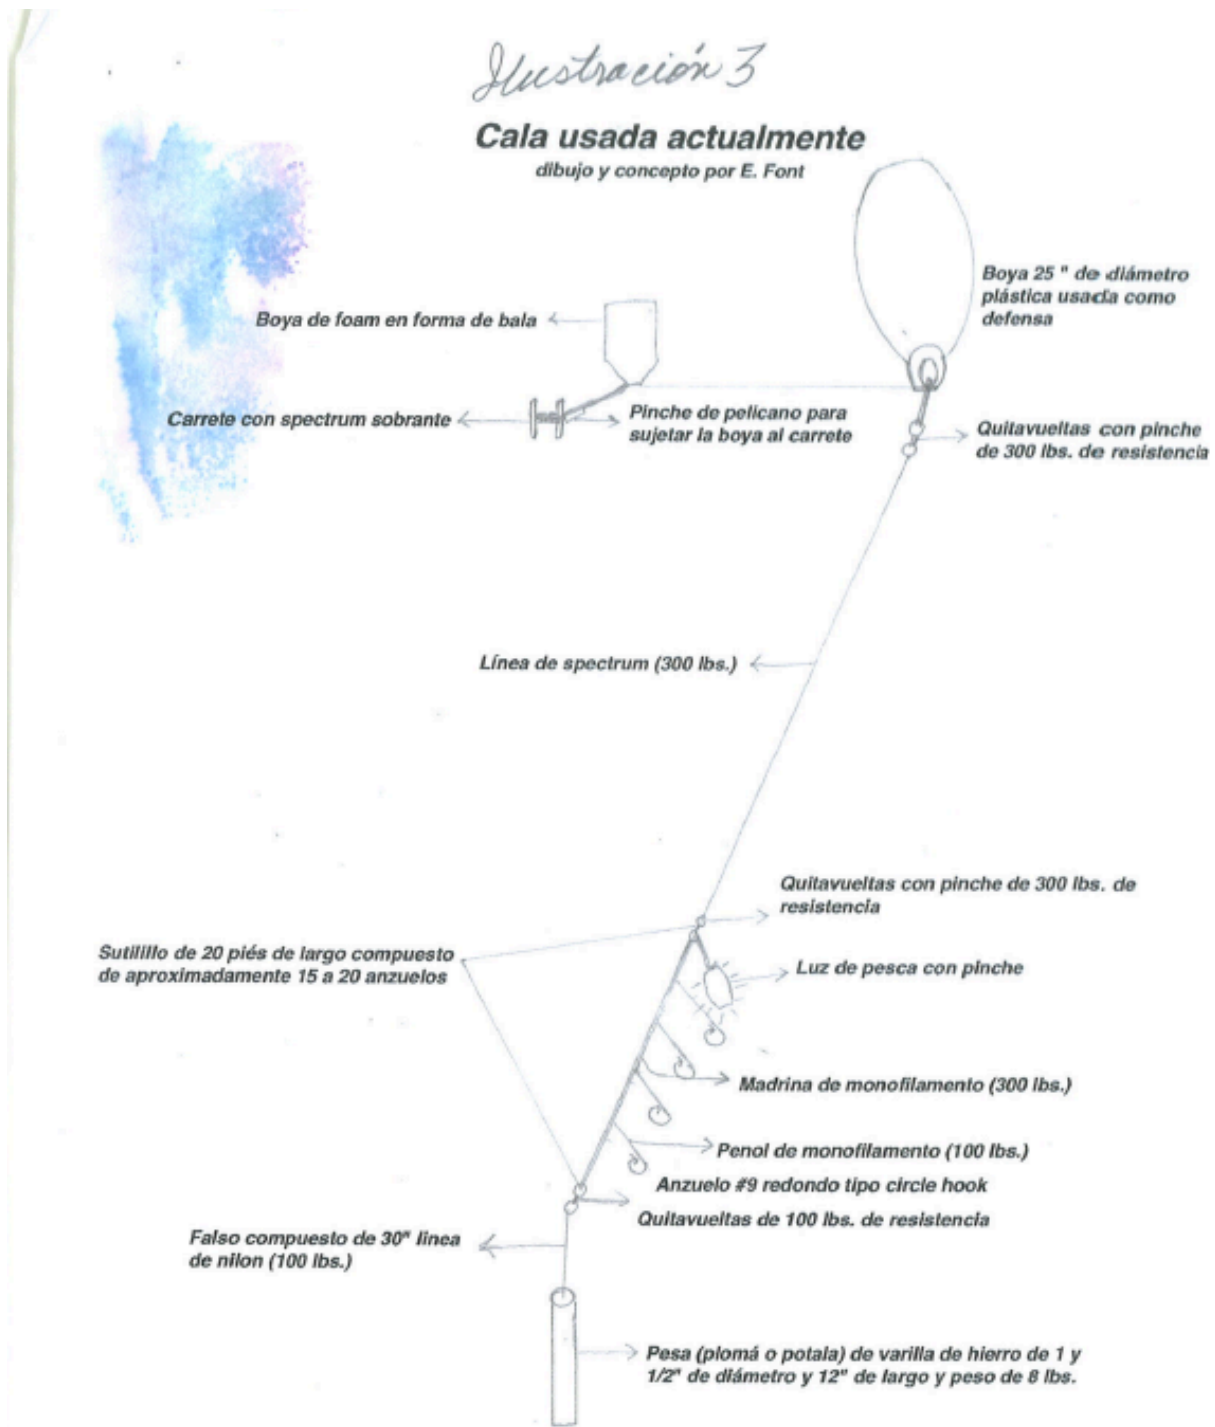 Ilustración 3
Cala usada actualmente
dibujo y concepto por E. Font
Boya 25 " de diámetro
plástica usada como
defensa
Boya de foam en forma de bala
Carrete con spectrum sobrante
Pinche de pelicano para
sujetar la boya al carrete
Quitavueltas con pinche
de 300 lbs. de resistencia
Línea de spectrum (300 lbs.)
Quitavueltas con pinche de 300 lbs. de
resistencia
Sutilillo de 20 piés de largo compuesto
de aproximadamente 15 a 20 anzuelos
Luz de pesca con pinche
Madrina de monofilamento (300 lbs.)
Penol de monofilamento (100 lbs.)
Anzuelo #9 redondo tipo circle hook
Quitavueltas de 100 lbs. de resistencia
Falso compuesto de 30" linea
de nilon (100 lbs.)
Pesa (plomá o potala) de varilla de hierro de 1 y
1/2" de diámetro y 12" de largo y peso de 8 lbs.